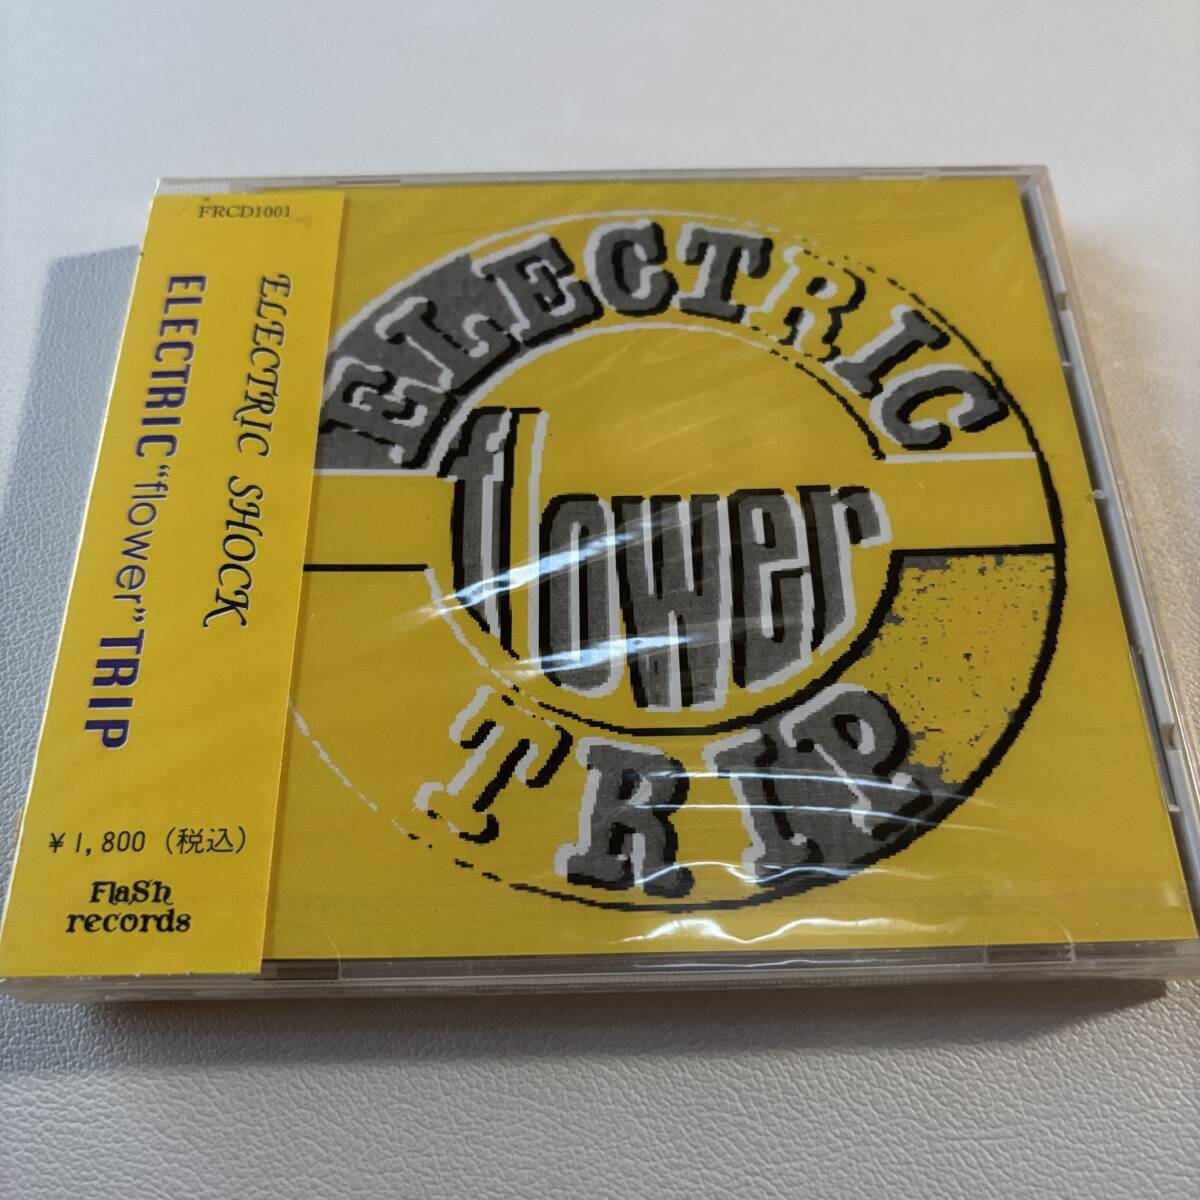 FRCD1001
ELECTRIC SHOCK
ELECTRIC“flower”TRIP
¥1,800 (税込)
FlaSh
records
ELECTRIC
flower
TRIP